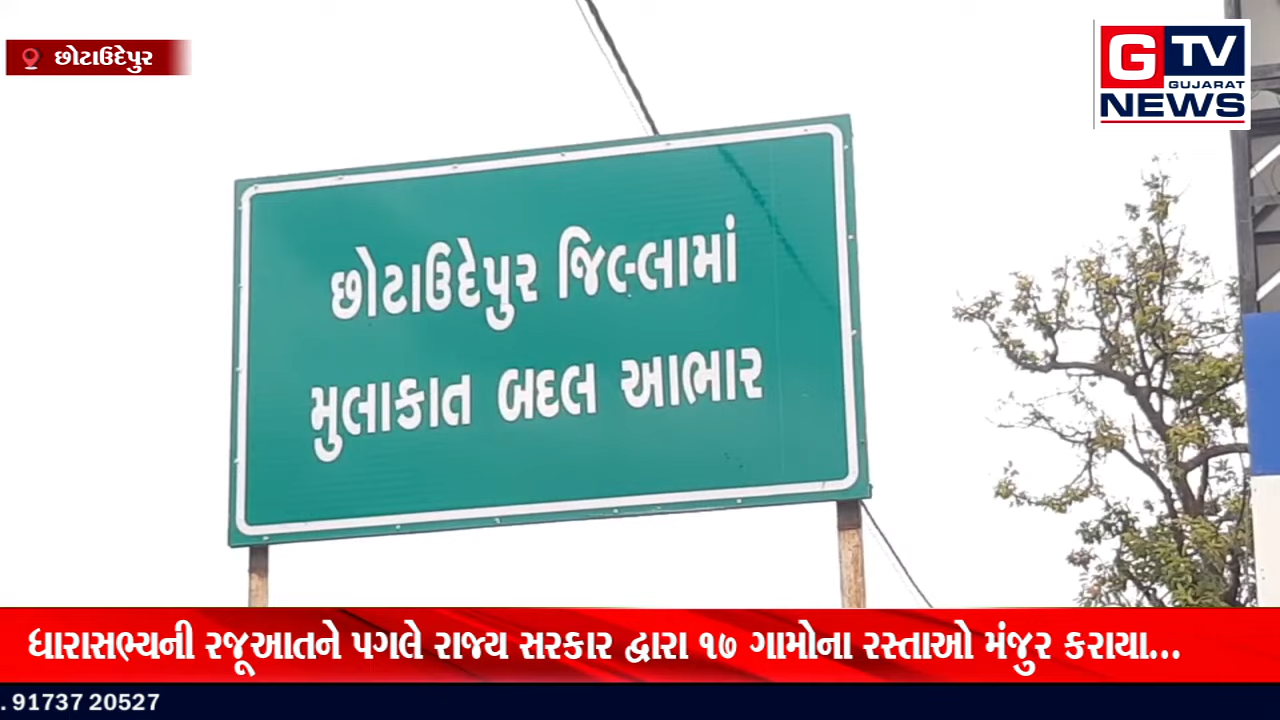 છોટાઉદેપુર
G TV
GUJARAT
NEWS
છોટાઉદેપુર જિલ્લામાં
મુલાકાત બદલ આભાર
ધારાસભ્યની રજૂઆતને પગલે રાજ્ય સરકાર દ્વારા ૧૭ ગામોના રસ્તાઓ મંજુર કરાયા...
. 91737 20527